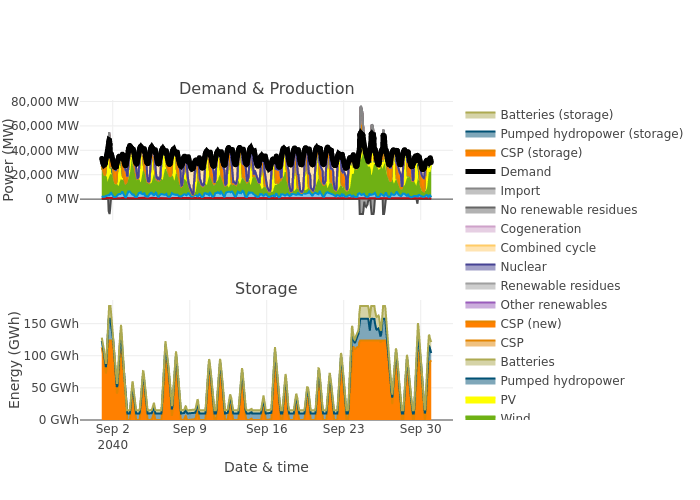 Demand & Production
80,000 MW
60,000 MW
40,000 MW
20,000 MW
0 MW
Power (MW)
Storage
150 GWh
100 GWh
50 GWh
0 GWh
Energy (GWh)
Sep 2
2040
Sep 9
Sep 16
Sep 23
Sep 30
Date & time
Batteries (storage)
Pumped hydropower (storage)
CSP (storage)
Demand
Import
No renewable residues
Cogeneration
Combined cycle
Nuclear
Renewable residues
Other renewables
CSP (new)
CSP
Batteries
Pumped hydropower
PV
Wind